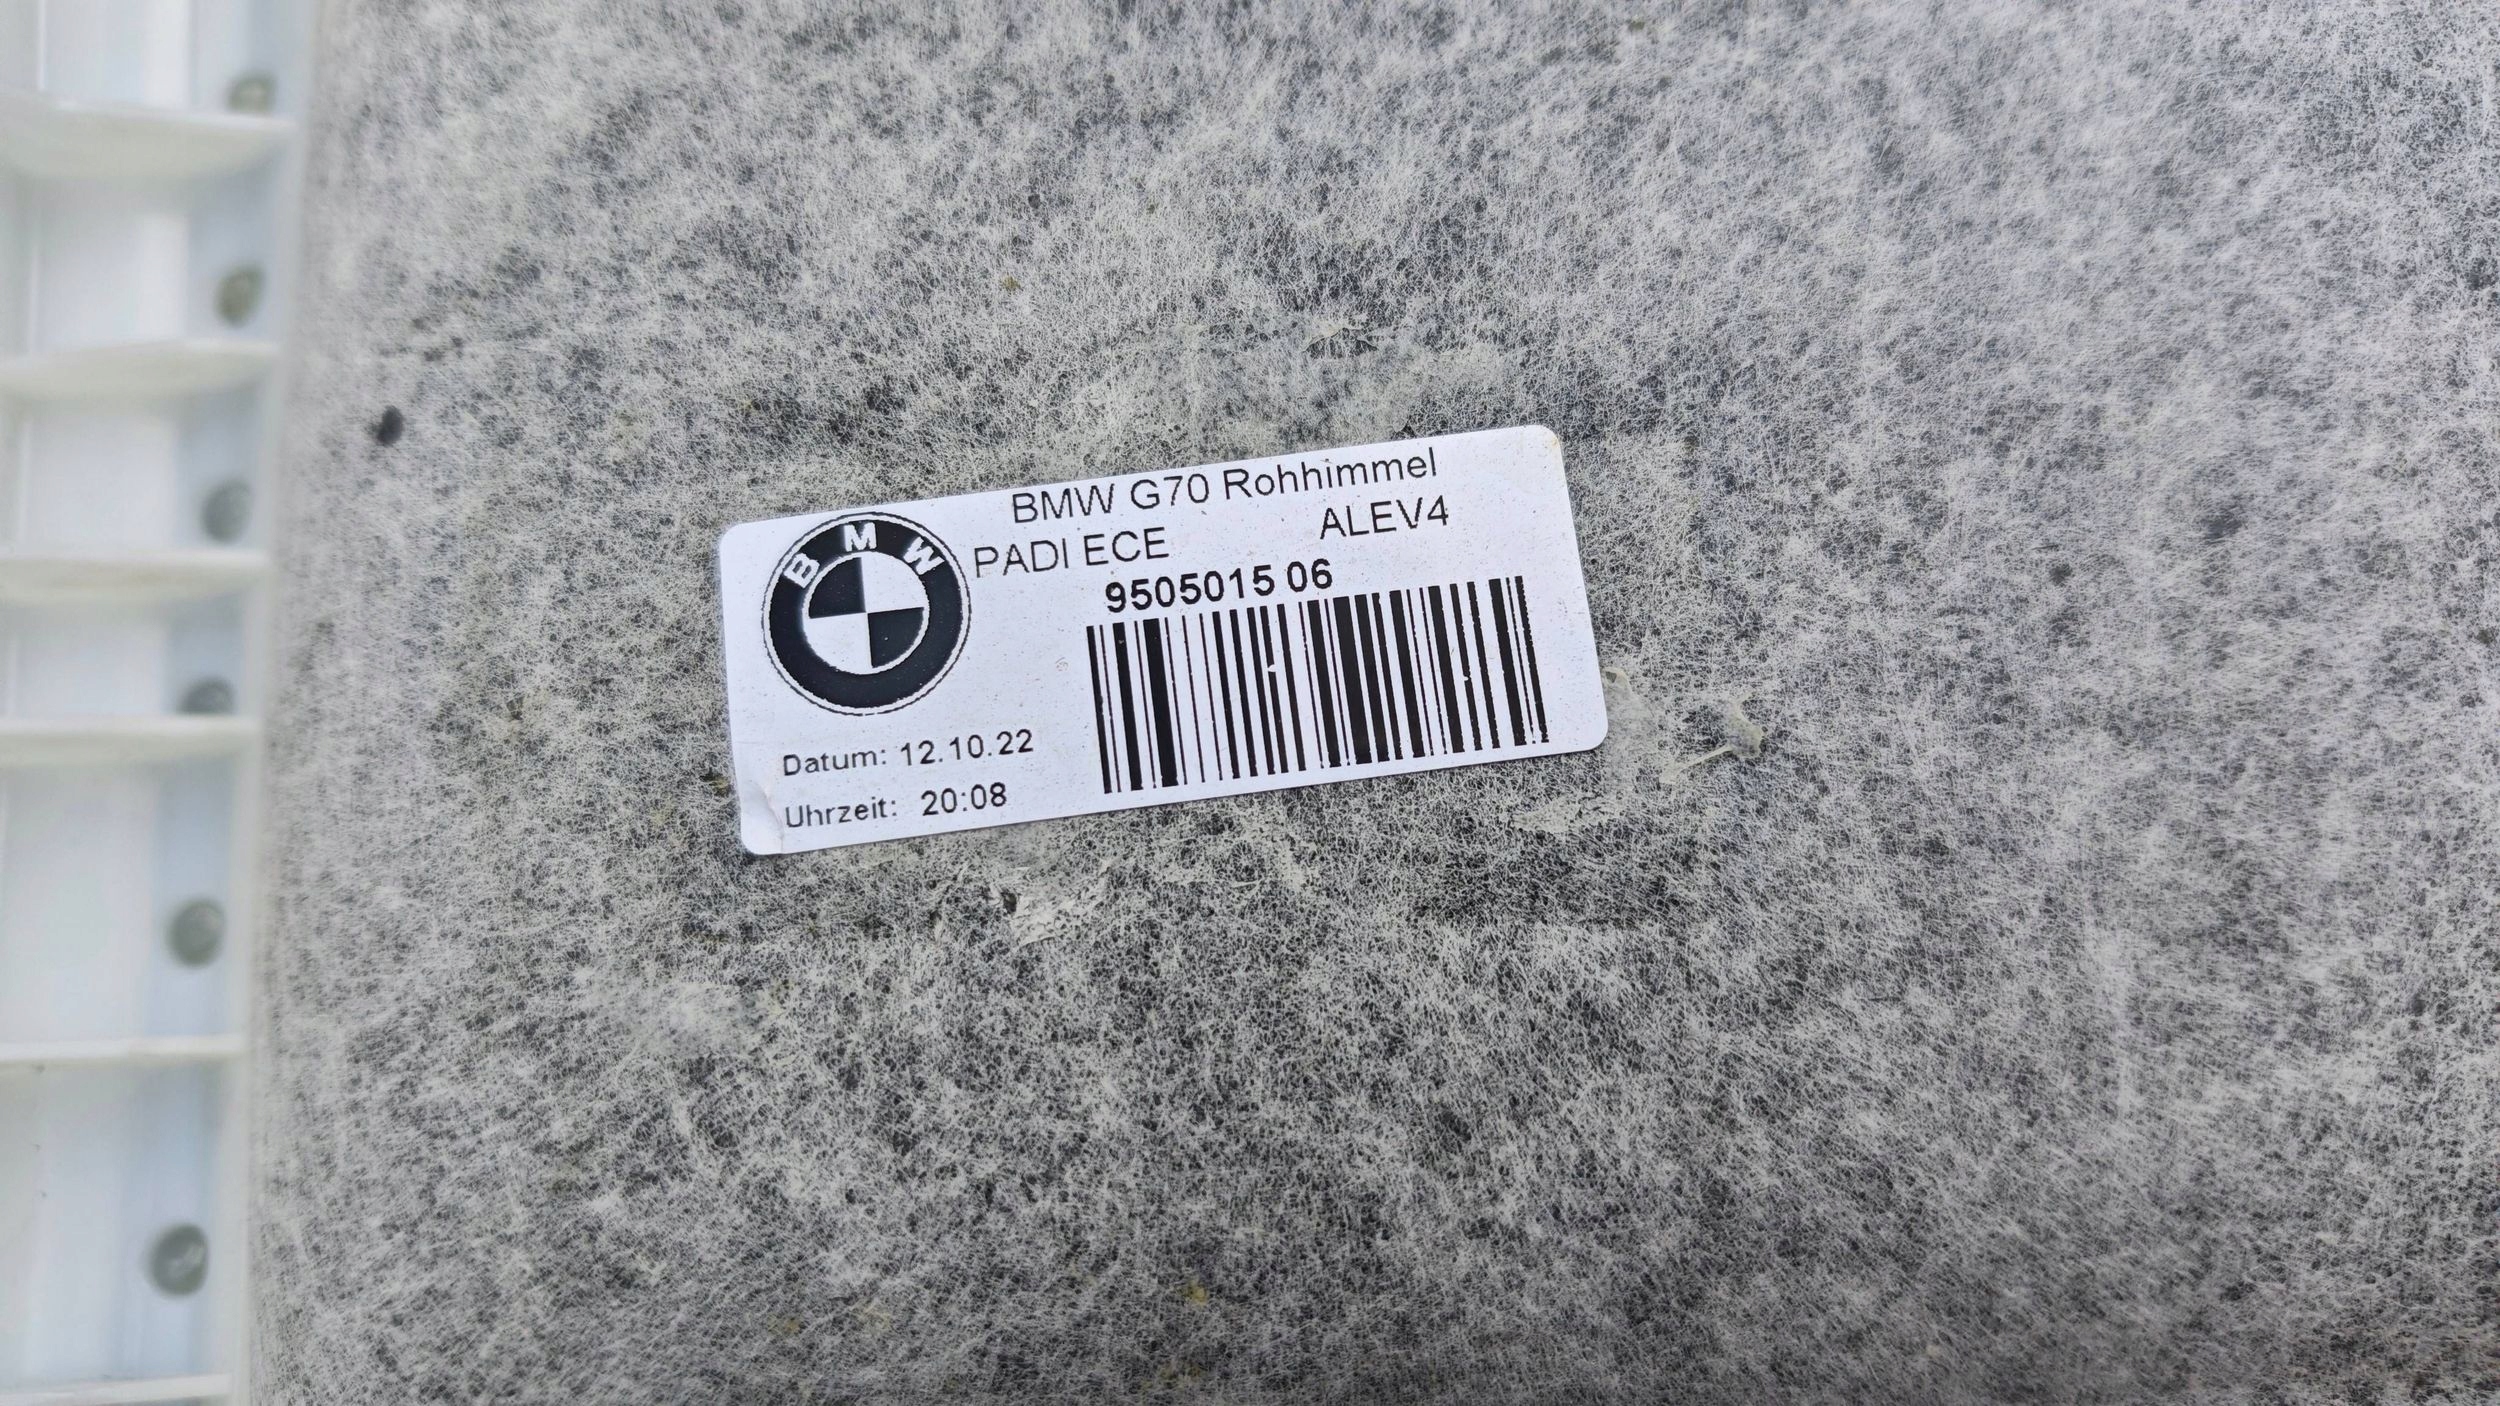 BMW G70 Rohhimmel
PADI ECE ALEV4
9505015 06
BMW
Datum: 12.10.22
Uhrzeit: 20:08